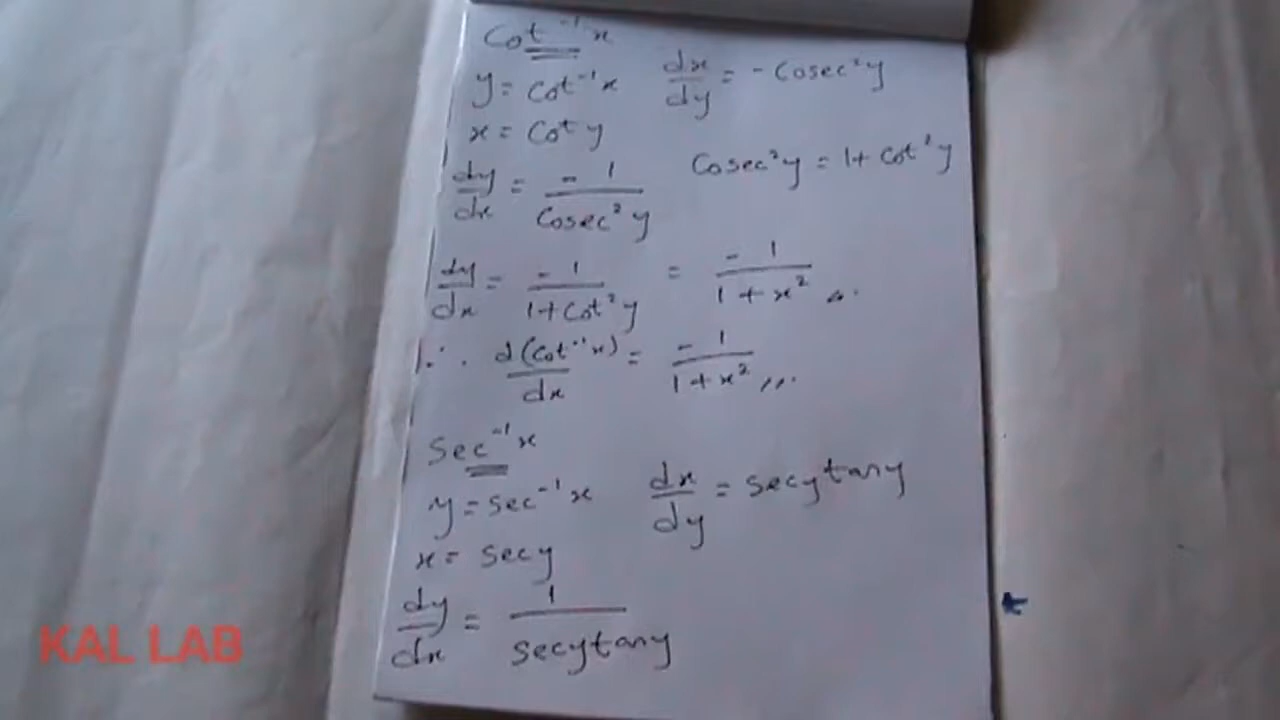 Cot⁻¹x
y = cot⁻¹x    dx/dy = -Cosec²y
x = Cot y
dy/dx = -1/Cosec²y    Cosec²y = 1+cot²y
dy/dx = -1/1+Cot²y = -1/1+x² ,,.
∴ d(Cot⁻¹x)/dx = -1/1+x² ,,.
Sec⁻¹x
y = sec⁻¹x    dx/dy = secytany
x = secy
dy/dx = 1/secytany
KAL LAB